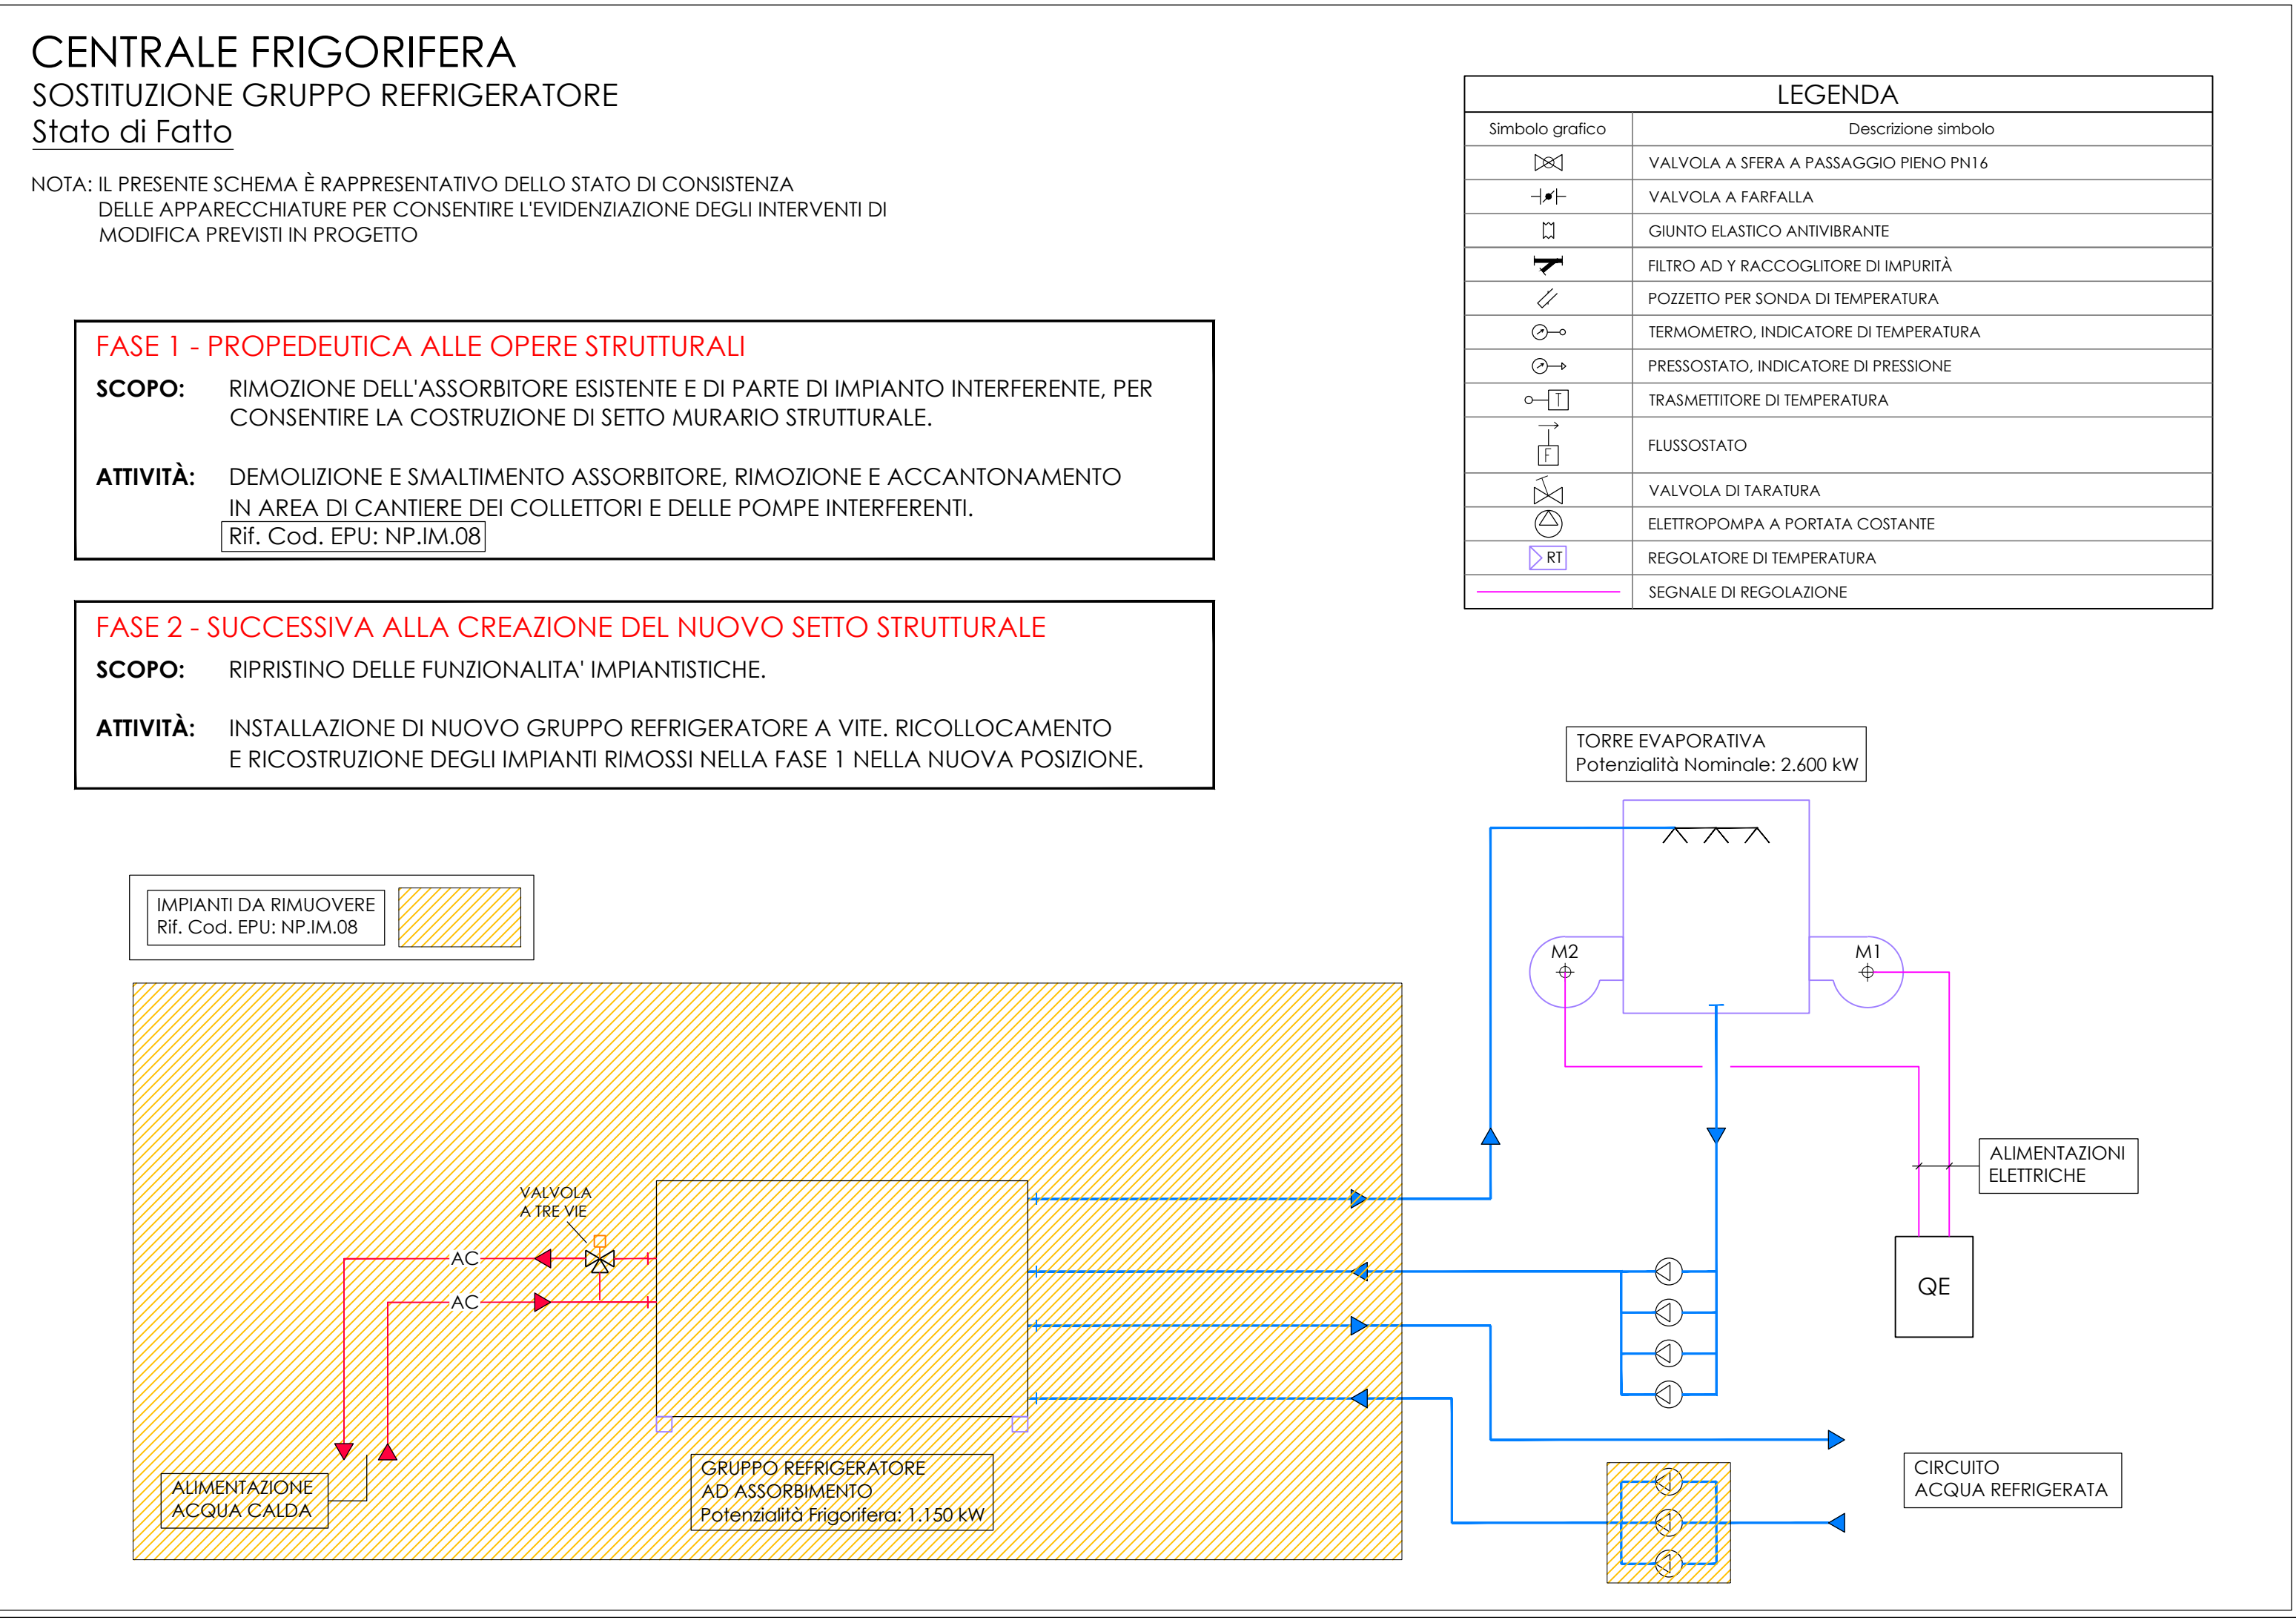 CENTRALE FRIGORIFERA
SOSTITUZIONE GRUPPO REFRIGERATORE
Stato di Fatto
NOTA: IL PRESENTE SCHEMA È RAPPRESENTATIVO DELLO STATO DI CONSISTENZA
DELLE APPARECCHIATURE PER CONSENTIRE L'EVIDENZIAZIONE DEGLI INTERVENTI DI
MODIFICA PREVISTI IN PROGETTO
FASE 1 - PROPEDEUTICA ALLE OPERE STRUTTURALI
SCOPO: RIMOZIONE DELL'ASSORBITORE ESISTENTE E DI PARTE DI IMPIANTO INTERFERENTE, PER
CONSENTIRE LA COSTRUZIONE DI SETTO MURARIO STRUTTURALE.
ATTIVITÀ: DEMOLIZIONE E SMALTIMENTO ASSORBITORE, RIMOZIONE E ACCANTONAMENTO
IN AREA DI CANTIERE DEI COLLETTORI E DELLE POMPE INTERFERENTI.
Rif. Cod. EPU: NP.IM.08
FASE 2 - SUCCESSIVA ALLA CREAZIONE DEL NUOVO SETTO STRUTTURALE
SCOPO: RIPRISTINO DELLE FUNZIONALITA' IMPIANTISTICHE.
ATTIVITÀ: INSTALLAZIONE DI NUOVO GRUPPO REFRIGERATORE A VITE. RICOLLOCAMENTO
E RICOSTRUZIONE DEGLI IMPIANTI RIMOSSI NELLA FASE 1 NELLA NUOVA POSIZIONE.
LEGENDA
Simbolo grafico Descrizione simbolo
VALVOLA A SFERA A PASSAGGIO PIENO PN16
VALVOLA A FARFALLA
GIUNTO ELASTICO ANTIVIBRANTE
FILTRO AD Y RACCOGLITORE DI IMPURITÀ
POZZETTO PER SONDA DI TEMPERATURA
TERMOMETRO, INDICATORE DI TEMPERATURA
PRESSOSTATO, INDICATORE DI PRESSIONE
T TRASMETTITORE DI TEMPERATURA
F FLUSSOSTATO
VALVOLA DI TARATURA
ELETTROPOMPA A PORTATA COSTANTE
RT REGOLATORE DI TEMPERATURA
SEGNALE DI REGOLAZIONE
TORRE EVAPORATIVA
Potenzialità Nominale: 2.600 kW
M2
M1
ALIMENTAZIONI
ELETTRICHE
QE
IMPIANTI DA RIMUOVERE
Rif. Cod. EPU: NP.IM.08
VALVOLA
A TRE VIE
AC
AC
ALIMENTAZIONE
ACQUA CALDA
GRUPPO REFRIGERATORE
AD ASSORBIMENTO
Potenzialità Frigorifera: 1.150 kW
CIRCUITO
ACQUA REFRIGERATA